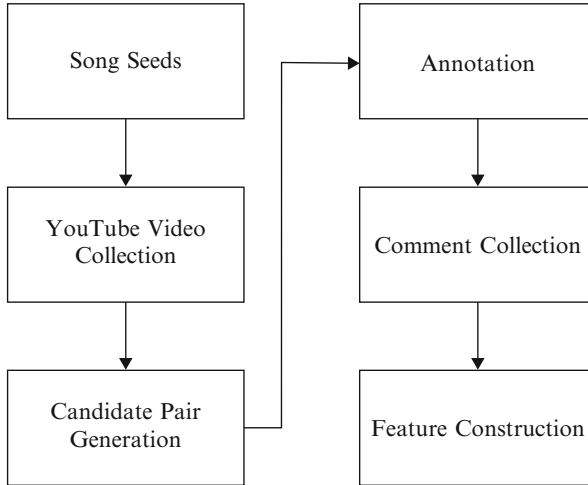 Song Seeds
YouTube Video
Collection
Candidate Pair
Generation
Annotation
Comment Collection
Feature Construction